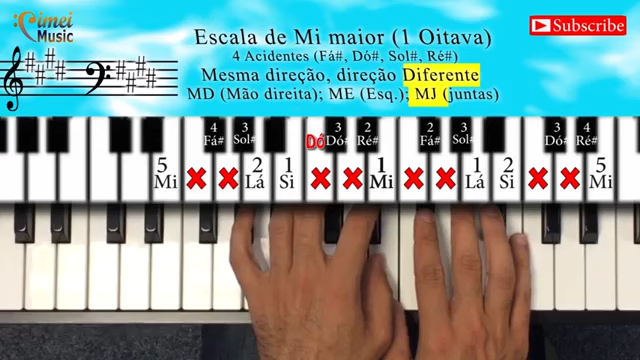 Cimei
Music
Escala de Mi maior (1 Oitava)
Subscribe
4 Acidentes (Fá#, Dó#, Sol#, Ré#)
Mesma direção, direção Diferente
MD (Mão direita); ME (Esq.); MJ (juntas)
4 3 3 2 2 3 3 4
Fá# Sol# Dó Dó# Ré# Fá# Sol# Dó# Ré#
5 2 1 1 1 2 5
Mi Lá Si Mi Lá Si Mi